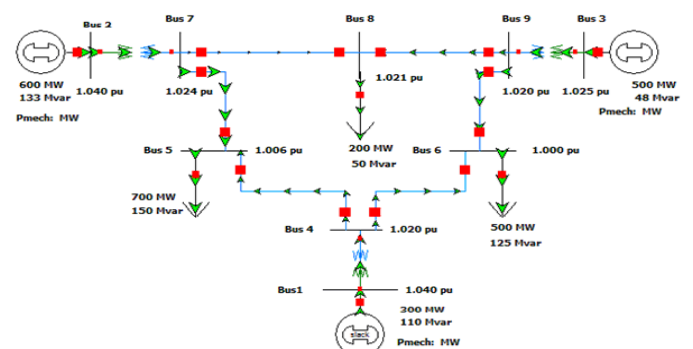 Bus 2
Bus 7
Bus 8
Bus 9
Bus 3
600 MW
133 Mvar
1.040 pu
Pmech: MW
1.024 pu
1.021 pu
1.020 pu
1.025 pu
500 MW
48 Mvar
Pmech: MW
200 MW
50 Mvar
Bus 5
1.006 pu
Bus 6
1.000 pu
700 MW
150 Mvar
500 MW
125 Mvar
Bus 4
1.020 pu
Bus1
1.040 pu
300 MW
110 Mvar
slack
Pmech: MW